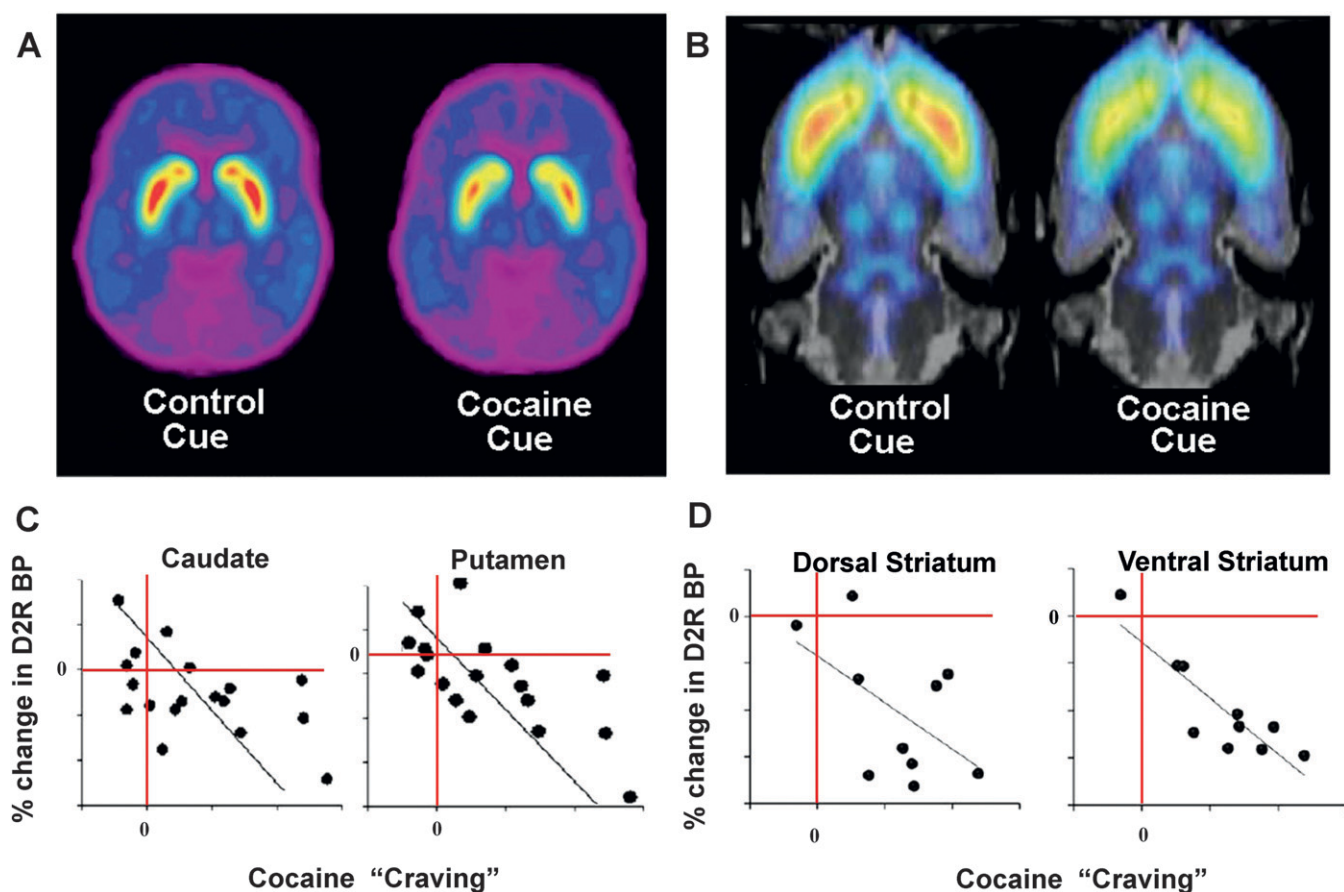 A
B
Control
Cue
Cocaine
Cue
Control
Cue
Cocaine
Cue
C
Caudate
Putamen
% change in D2R BP
0
0
0
0
Cocaine "Craving"
D
Dorsal Striatum
Ventral Striatum
% change in D2R BP
0
0
0
0
Cocaine "Craving"